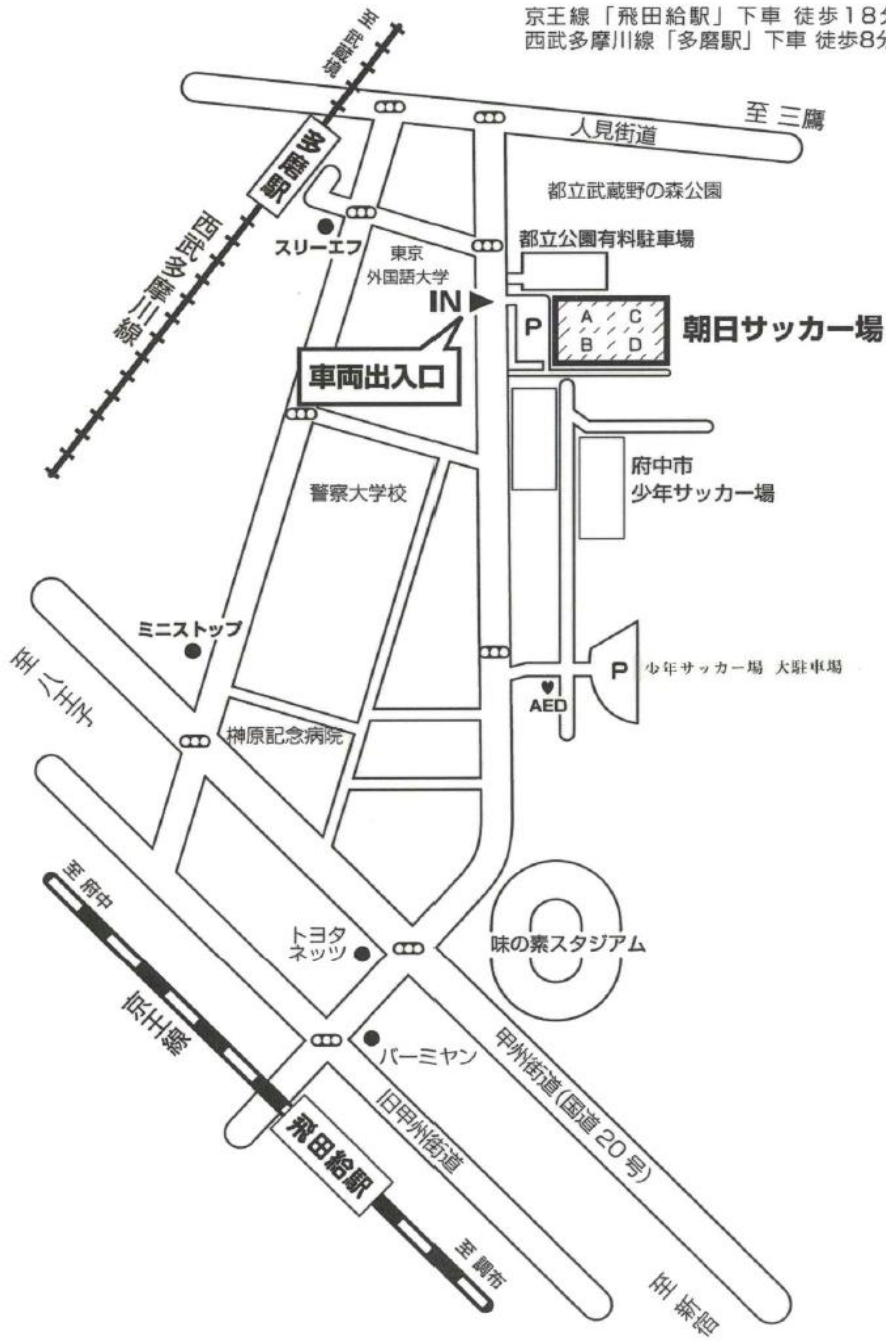 京王線「飛田給駅」下車 徒歩18分
西武多摩川線「多磨駅」下車 徒歩8分
至 武蔵境
至 三鷹
人見街道
多磨駅
都立武蔵野の森公園
都立公園有料駐車場
スリーエフ
東京
外国語大学
西武多摩川線
IN
P
A C
B D
朝日サッカー場
車両出入口
府中市
少年サッカー場
警察大学校
ミニストップ
至 八王子
P
少年サッカー場 大駐車場
AED
榊原記念病院
至 府中
トヨタ
ネッツ
味の素スタジアム
京王線
バーミヤン
甲州街道(国道20号)
旧甲州街道
飛田給駅
至 調布
至 新宿